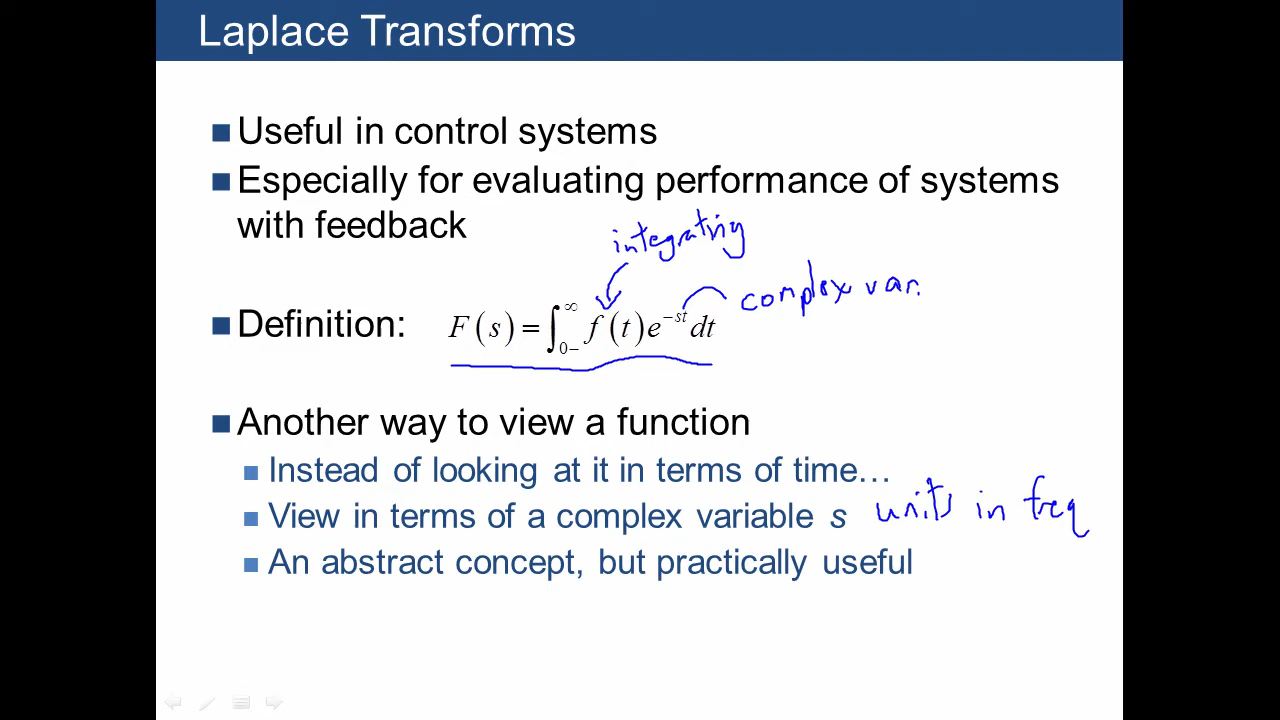 Laplace Transforms
Useful in control systems
Especially for evaluating performance of systems
with feedback
integrating
complex var.
Definition: F(s) = ∫₀₋^∞ f(t)e^{-st}dt
Another way to view a function
Instead of looking at it in terms of time…
View in terms of a complex variable s units in freq
An abstract concept, but practically useful